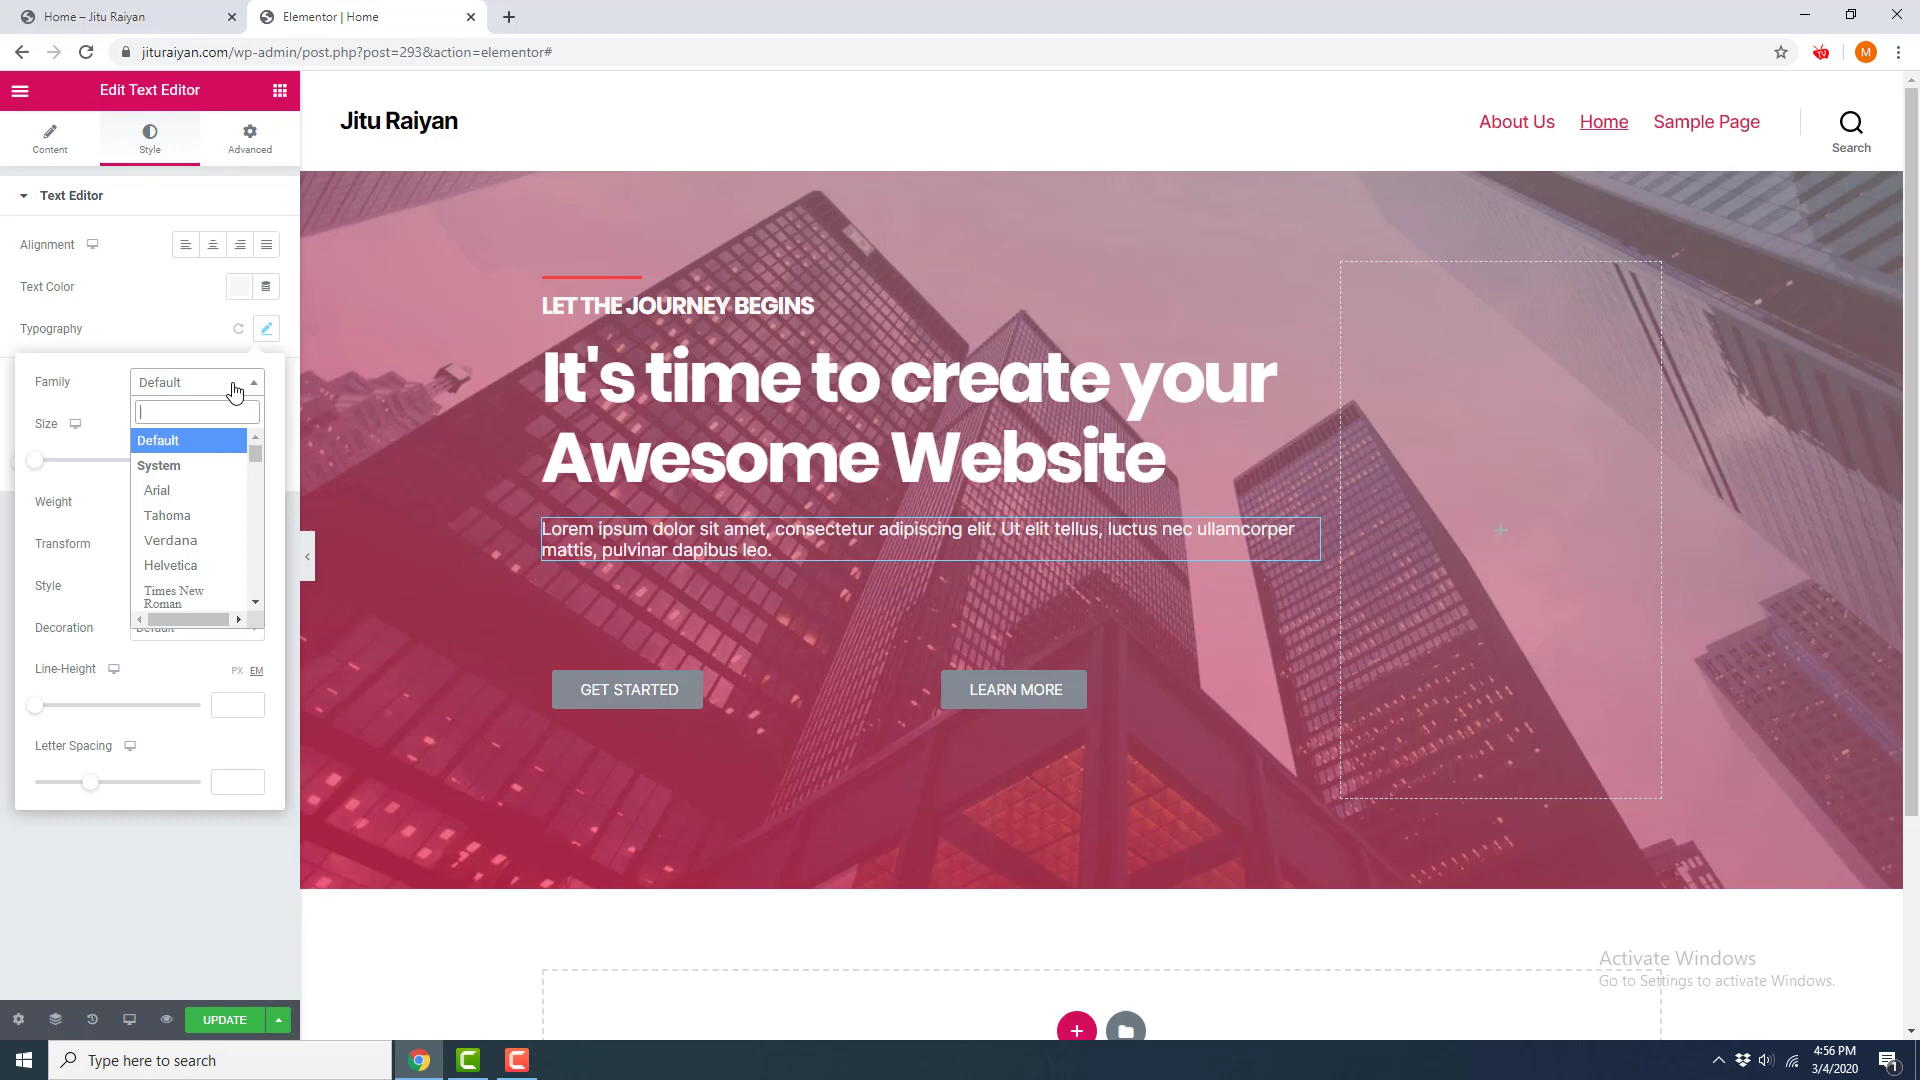 Home – Jitu Raiyan
Elementor | Home
jituraiyan.com/wp-admin/post.php?post=293&action=elementor#
TV
M
Edit Text Editor
Content
Style
Advanced
Text Editor
Alignment
Text Color
Typography
Family
Default
Size
Default
System
Arial
Tahoma
Verdana
Helvetica
Times New
Roman
Weight
Transform
Style
Decoration
Default
Line-Height
PX EM
Letter Spacing
UPDATE
Jitu Raiyan
About Us
Home
Sample Page
Search
LET THE JOURNEY BEGINS
It's time to create your
Awesome Website
Lorem ipsum dolor sit amet, consectetur adipiscing elit. Ut elit tellus, luctus nec ullamcorper
mattis, pulvinar dapibus leo.
GET STARTED
LEARN MORE
Activate Windows
Go to Settings to activate Windows.
Type here to search
4:56 PM
3/4/2020
1